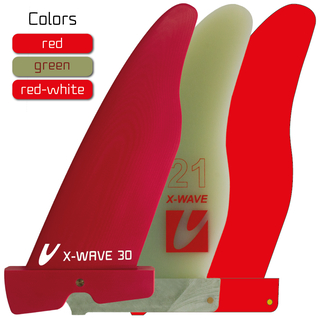 Colors
red
green
red-white
21
X-WAVE
X-WAVE 30